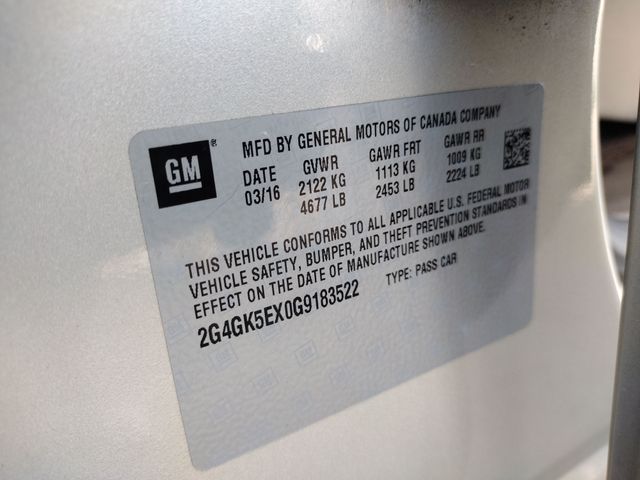 GM®
MFD BY GENERAL MOTORS OF CANADA COMPANY
DATE GVWR GAWR FRT GAWR RR
03/16 2122 KG 1113 KG 1009 KG
4677 LB 2453 LB 2224 LB
THIS VEHICLE CONFORMS TO ALL APPLICABLE U.S. FEDERAL MOTOR
VEHICLE SAFETY, BUMPER, AND THEFT PREVENTION STANDARDS IN
EFFECT ON THE DATE OF MANUFACTURE SHOWN ABOVE.
2G4GK5EX0G9183522 TYPE: PASS CAR